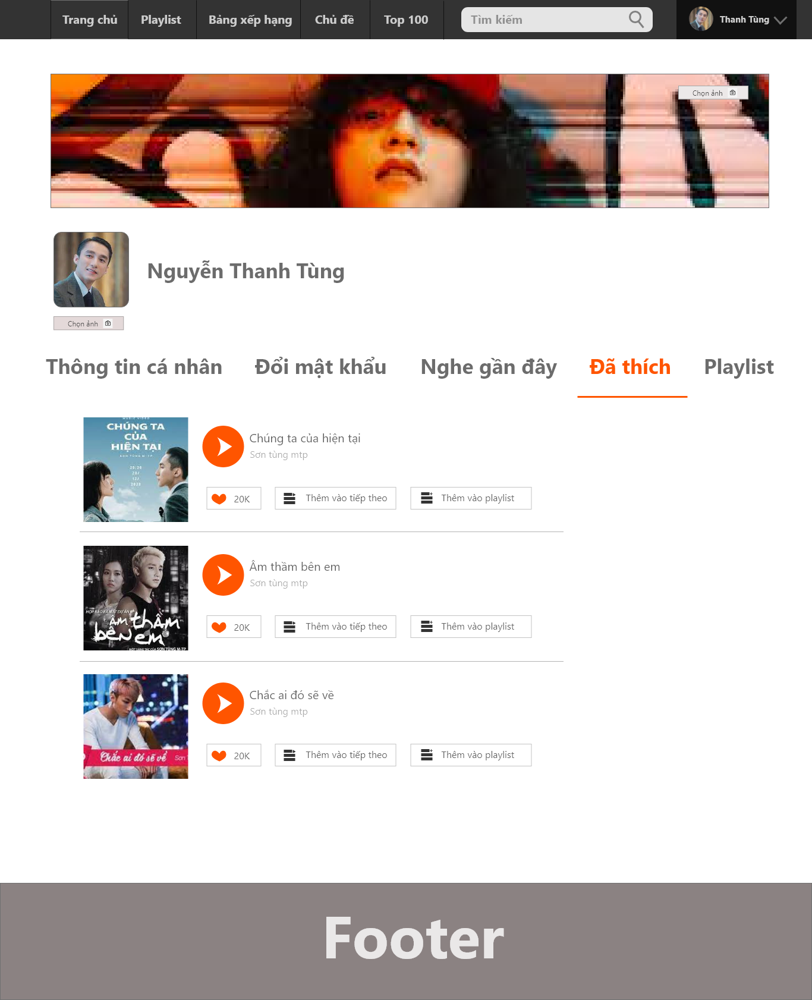 Trang chủ
Playlist
Bảng xếp hạng
Chủ đề
Top 100
Tìm kiếm
Thanh Tùng
Chọn ảnh
Nguyễn Thanh Tùng
Chọn ảnh
Thông tin cá nhân
Đổi mật khẩu
Nghe gần đây
Đã thích
Playlist
MUSIC VIDEO
CHÚNG TA
CỦA
HIỆN TẠI
SƠN TÙNG M-TP
20:20
20/
12/
2020
Chúng ta của hiện tại
Sơn tùng mtp
20K
Thêm vào tiếp theo
Thêm vào playlist
HỌP BÁO RA MẮT DỰ ÁN
ÂM THẦM
BÊN EM
MỘT SÁNG TÁC CỦA SƠN TÙNG M-TP
Âm thầm bên em
Sơn tùng mtp
20K
Thêm vào tiếp theo
Thêm vào playlist
Chắc ai đó sẽ về
Sơn
Chắc ai đó sẽ về
Sơn tùng mtp
20K
Thêm vào tiếp theo
Thêm vào playlist
Footer